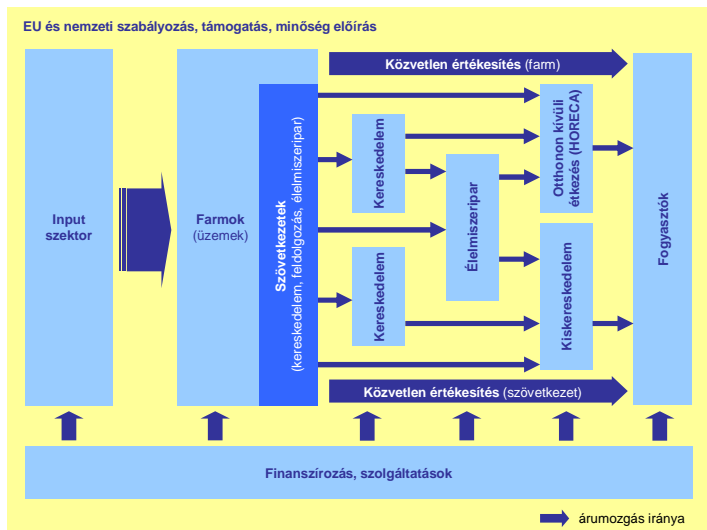 EU és nemzeti szabályozás, támogatás, minőség előírás
Közvetlen értékesítés (farm)
Input
szektor
Farmok
(üzemek)
Szövetkezetek
(kereskedelem, feldolgozás, élelmiszeripar)
Kereskedelem
Kereskedelem
Élelmiszeripar
Otthonon kívüli
étkezés (HORECA)
Kiskereskedelem
Fogyasztók
Közvetlen értékesítés (szövetkezet)
Finanszírozás, szolgáltatások
árumozgás iránya